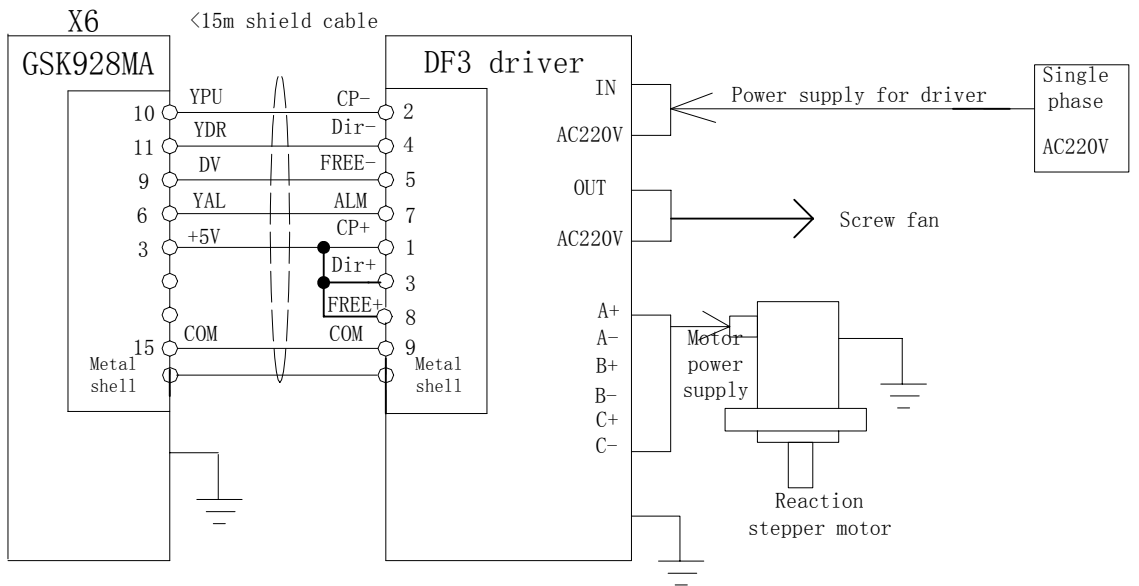 X6
<15m shield cable
GSK928MA
DF3 driver
Single
phase
AC220V
IN
Power supply for driver
AC220V
10
YPU
CP-
2
11
YDR
Dir-
4
9
DV
FREE-
5
6
YAL
ALM
7
3
+5V
CP+
1
Dir+
3
FREE+
8
15
COM
COM
9
Metal
shell
Metal
shell
OUT
AC220V
Screw fan
A+
A-
B+
B-
C+
C-
Motor
power
supply
Reaction
stepper motor